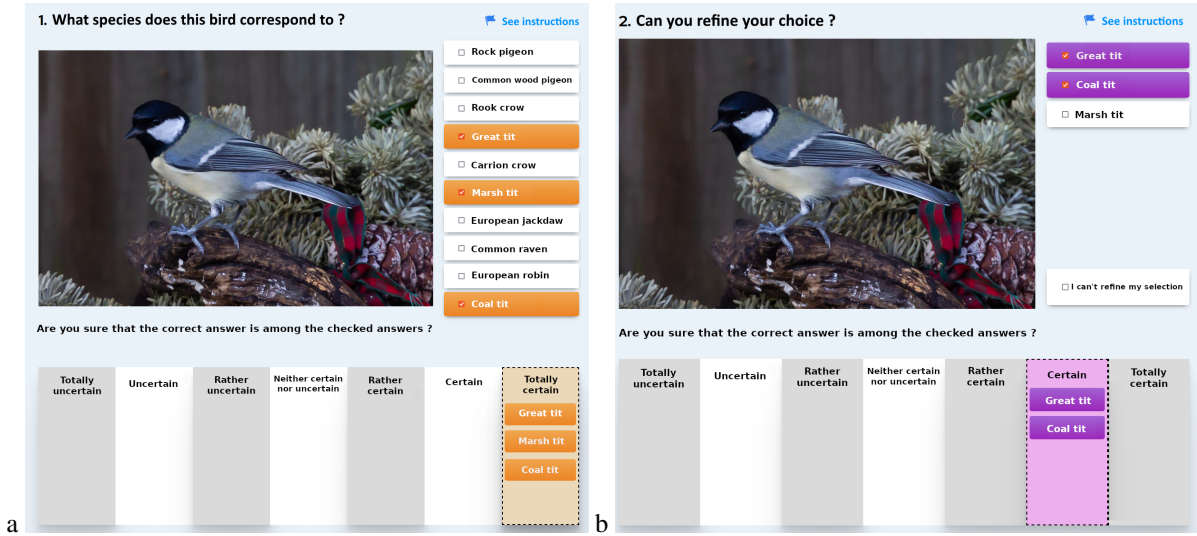 1. What species does this bird correspond to ?
See instructions
Rock pigeon
Common wood pigeon
Rook crow
Great tit
Carrion crow
Marsh tit
European jackdaw
Common raven
European robin
Coal tit
Are you sure that the correct answer is among the checked answers ?
Totally
uncertain
Uncertain
Rather
uncertain
Neither certain
nor uncertain
Rather
certain
Certain
Totally
certain
Great tit
Marsh tit
Coal tit
a
2. Can you refine your choice ?
See instructions
Great tit
Coal tit
Marsh tit
I can't refine my selection
Are you sure that the correct answer is among the checked answers ?
Totally
uncertain
Uncertain
Rather
uncertain
Neither certain
nor uncertain
Rather
certain
Certain
Totally
certain
Great tit
Coal tit
b